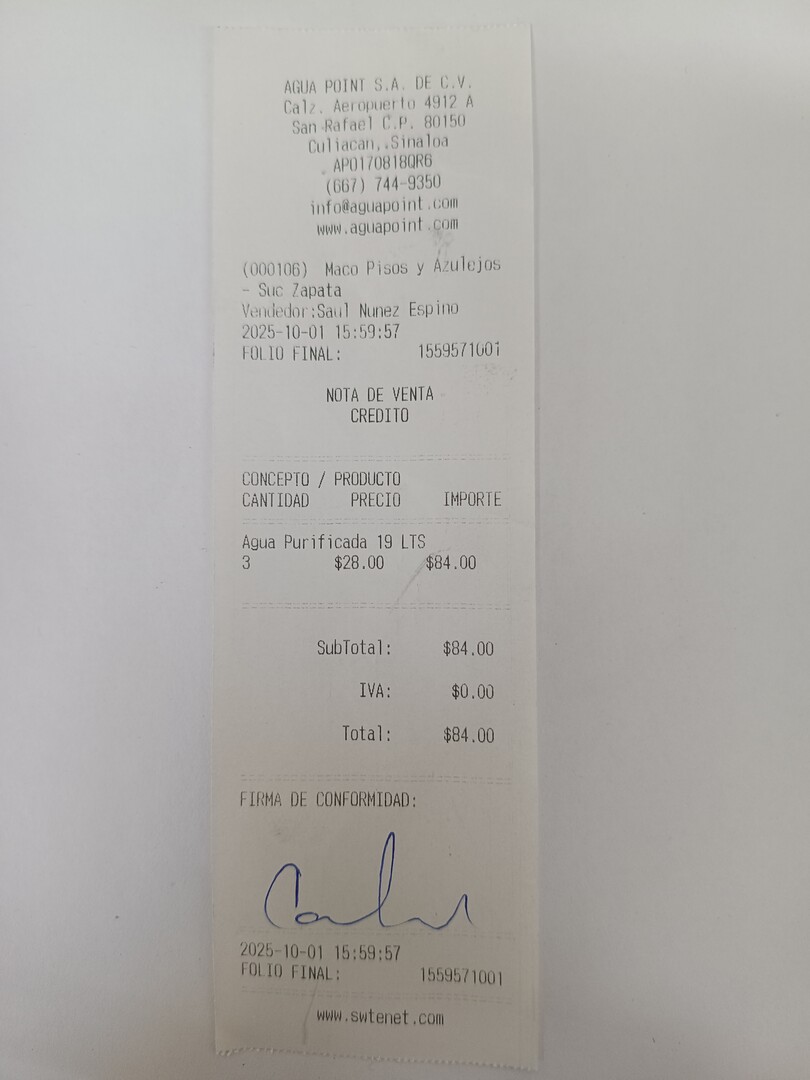 AGUA POINT S.A. DE C.V.
Calz. Aeropuerto 4912 A
San Rafael C.P. 80150
Culiacan, Sinaloa
APO170818QR6
(667) 744-9350
info@aguapoint.com
www.aguapoint.com
(000106) Maco Pisos y Azulejos
- Suc Zapata
Vendedor:Saul Nunez Espino
2025-10-01 15:59:57
FOLIO FINAL: 1559571001
NOTA DE VENTA
CREDITO
CONCEPTO / PRODUCTO
CANTIDAD PRECIO IMPORTE
Agua Purificada 19 LTS
3 $28.00 $84.00
SubTotal: $84.00
IVA: $0.00
Total: $84.00
FIRMA DE CONFORMIDAD:
2025-10-01 15:59:57
FOLIO FINAL: 1559571001
www.swtenet.com